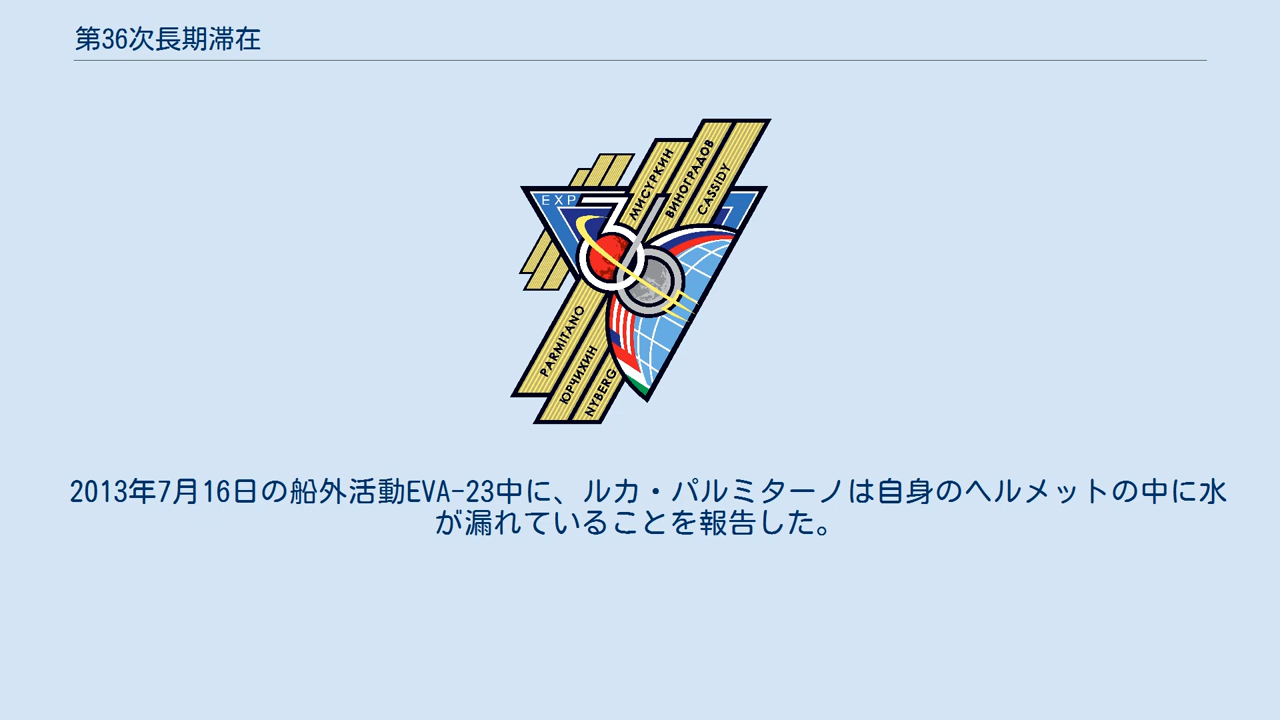 第36次長期滞在
EXP
36
МИСУРКИН
ВИНОГРАДОВ
CASSIDY
PARMITANO
ЮРЧИХИН
NYBERG
2013年7月16日の船外活動EVA-23中に、ルカ・パルミターノは自身のヘルメットの中に水
が漏れていることを報告した。